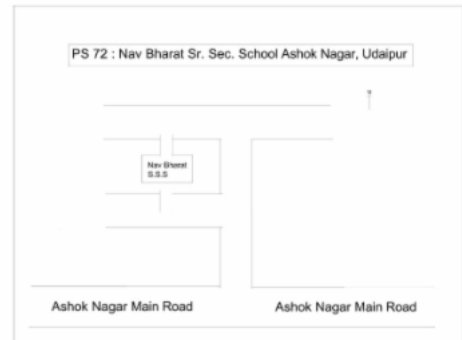 PS 72 : Nav Bharat Sr. Sec. School Ashok Nagar, Udaipur
Nav Bharat
S.S.S
Ashok Nagar Main Road
Ashok Nagar Main Road